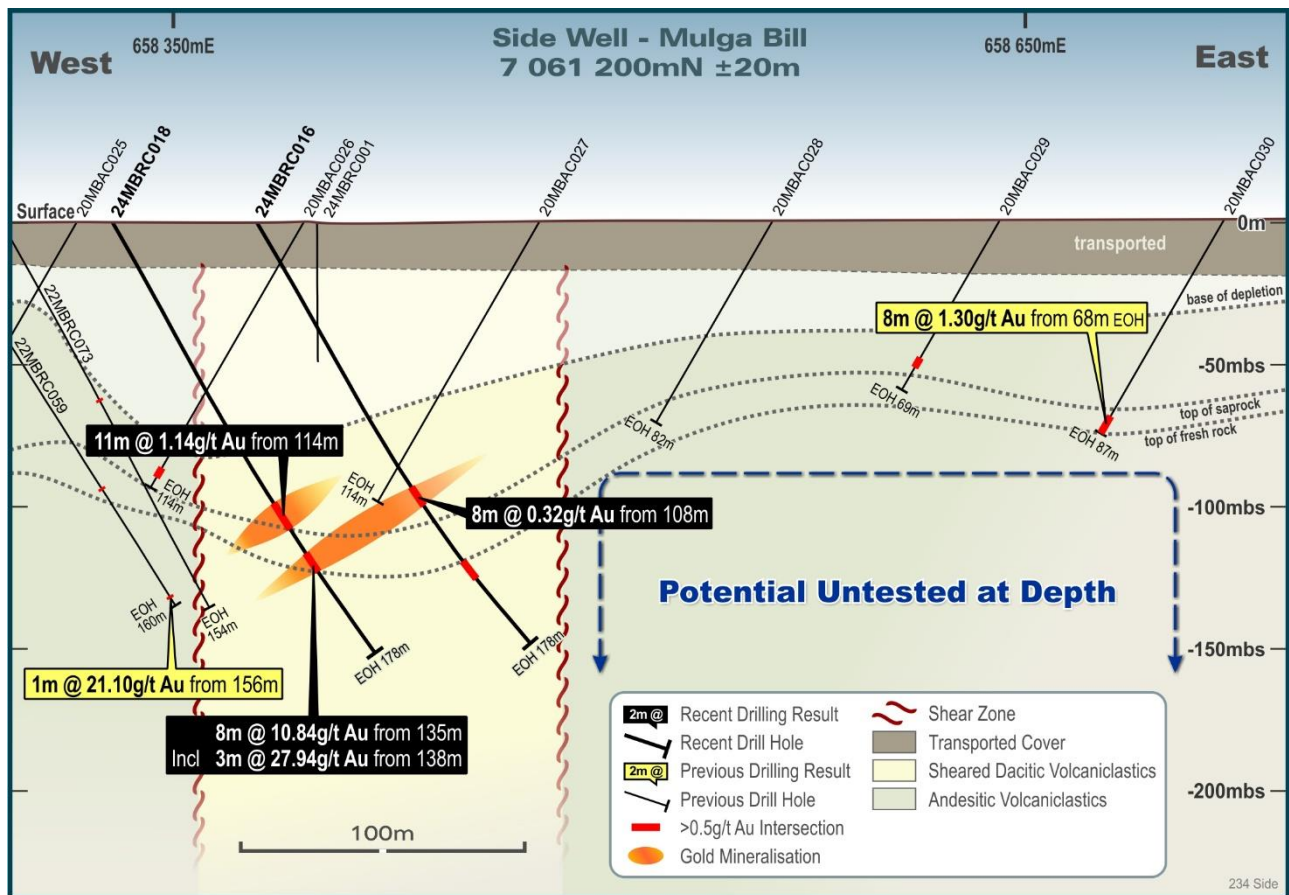 658 350mE
658 650mE
Side Well - Mulga Bill
7 061 200mN ±20m
West
East
20MBAC025
24MBRC018
24MBRC016
20MBAC026
24MBRC001
20MBAC027
20MBAC028
20MBAC029
20MBAC030
Surface
0m
transported
22MBRC073
22MBRC059
base of depletion
8m @ 1.30g/t Au from 68m EOH
-50mbs
EOH 69m
top of saprock
top of fresh rock
EOH 82m
EOH 87m
11m @ 1.14g/t Au from 114m
EOH
114m
EOH
114m
8m @ 0.32g/t Au from 108m
-100mbs
Potential Untested at Depth
EOH
160m
EOH
154m
EOH 178m
EOH 178m
-150mbs
1m @ 21.10g/t Au from 156m
8m @ 10.84g/t Au from 135m
Incl 3m @ 27.94g/t Au from 138m
2m @ Recent Drilling Result
Recent Drill Hole
2m @ Previous Drilling Result
Previous Drill Hole
>0.5g/t Au Intersection
Gold Mineralisation
Shear Zone
Transported Cover
Sheared Dacitic Volcaniclastics
Andesitic Volcaniclastics
-200mbs
100m
234 Side